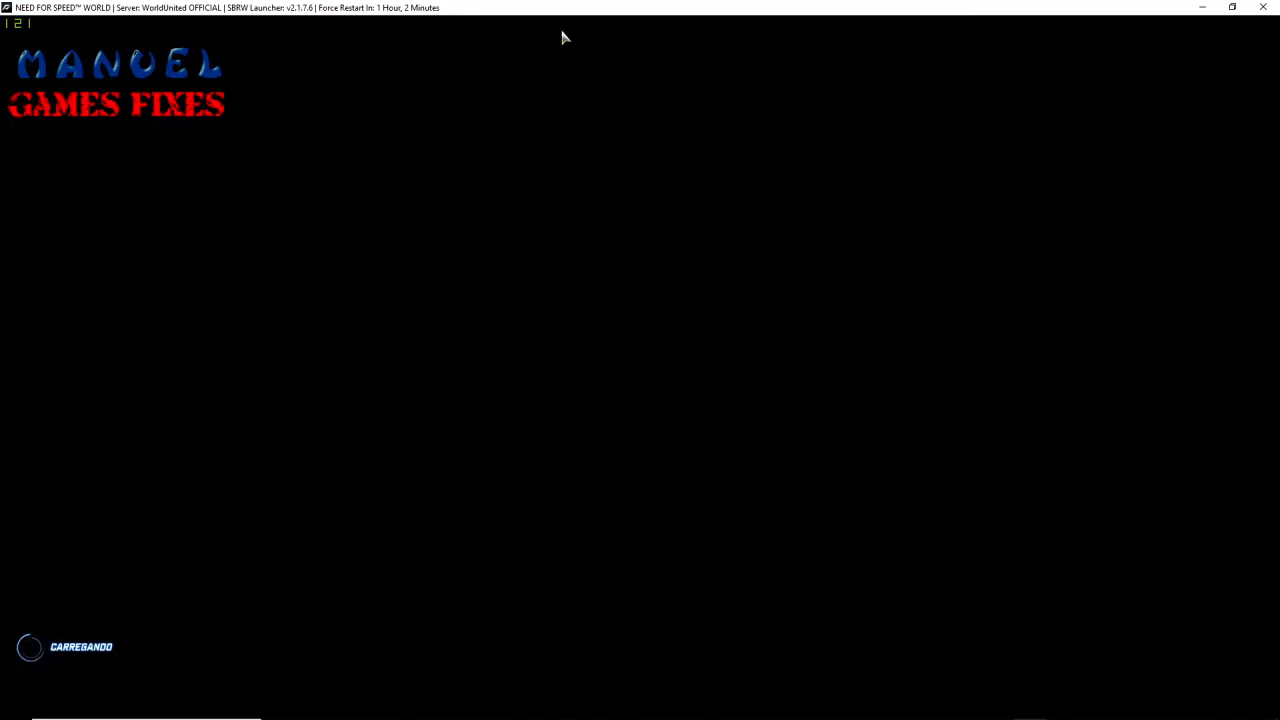 NEED FOR SPEED™ WORLD | Server: WorldUnited OFFICIAL | SBRW Launcher: v2.1.7.6 | Force Restart In: 1 Hour, 2 Minutes
121
MANUEL
GAMES FIXES
CARREGANDO